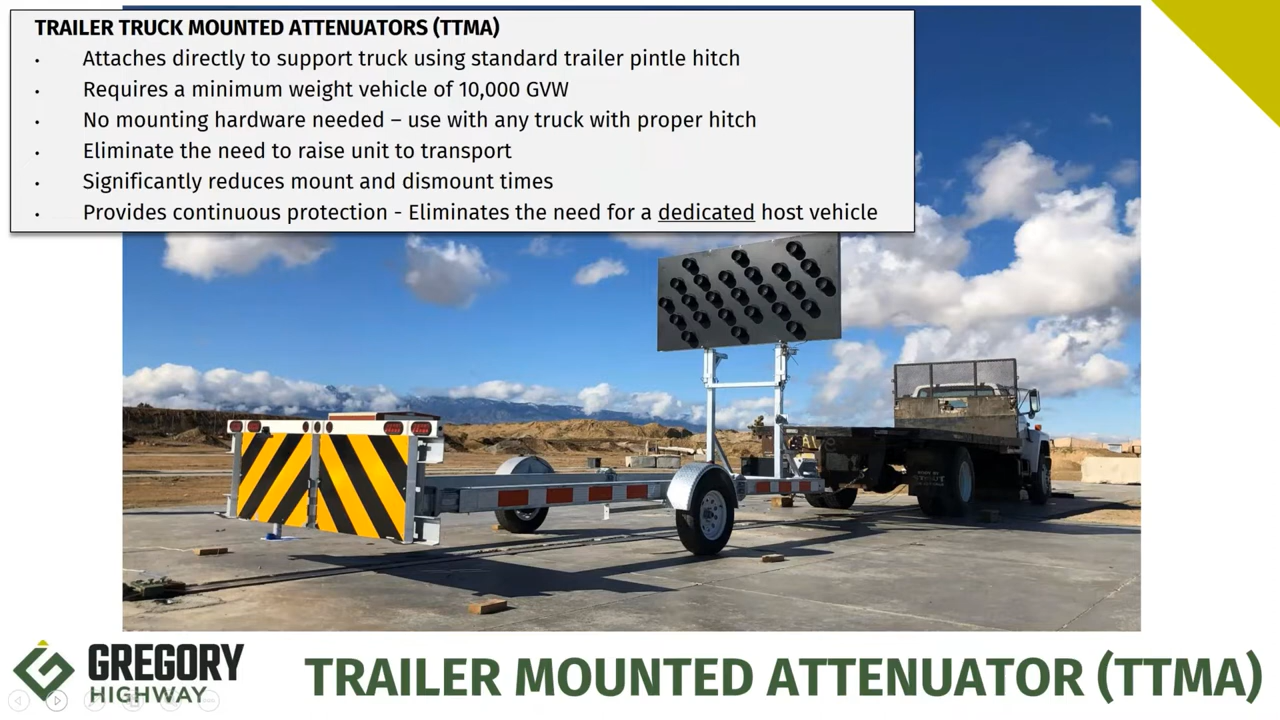 TRAILER TRUCK MOUNTED ATTENUATORS (TTMA)
• Attaches directly to support truck using standard trailer pintle hitch
• Requires a minimum weight vehicle of 10,000 GVW
• No mounting hardware needed – use with any truck with proper hitch
• Eliminate the need to raise unit to transport
• Significantly reduces mount and dismount times
• Provides continuous protection - Eliminates the need for a dedicated host vehicle
GREGORY
HIGHWAY
TRAILER MOUNTED ATTENUATOR (TTMA)